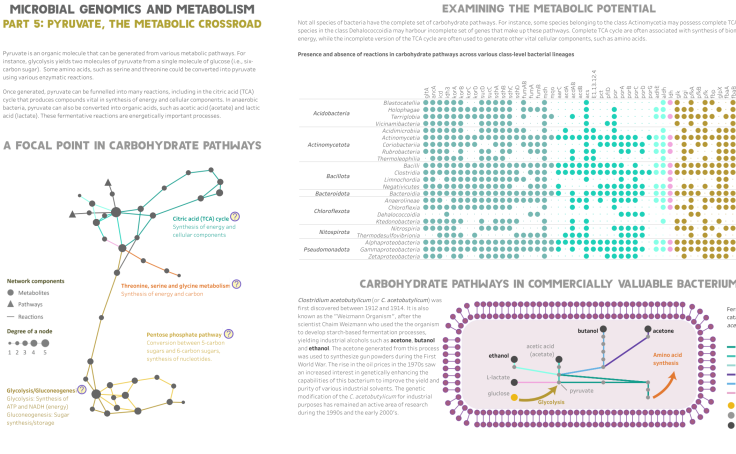 MICROBIAL GENOMICS AND METABOLISM
PART 5: PYRUVATE, THE METABOLIC CROSSROAD
Pyruvate is an organic molecule that can be generated from various metabolic pathways. For
instance, glycolysis yields two molecules of pyruvate from a single molecule of glucose (i.e., six-
carbon sugar). Some amino acids, such as serine and threonine could be converted into pyruvate
using various enzymatic reactions.
Once generated, pyruvate can be funnelled into many reactions, including in the citric acid (TCA)
cycle that produces compounds vital in synthesis of energy and cellular components. In anaerobic
bacteria, pyruvate can be converted into organic acids, such as acetic acid (acetate) and lactic
acid (lactate). These fermentative reactions are energetically important processes.
A FOCAL POINT IN CARBOHYDRATE PATHWAYS
Citric acid (TCA) cycle ?
Synthesis of energy and
cellular components
Threonine, serine and glycine metabolism ?
Synthesis of energy and carbon
Network components
Metabolites
Pathways
Reactions
Degree of a node
1 2 3 4 5
Pentose phosphate pathway ?
Conversion between 5-carbon
sugars and 6-carbon sugars,
synthesis of nucleotides.
Glycolysis/Gluconeogenes ?
Glycolysis: Synthesis of
ATP and NADH (energy)
Gluconeogenesis: Sugar
synthesis/storage
EXAMINING THE METABOLIC POTENTIAL
Not all species of bacteria have the complete set of carbohydrate pathways. For instance, some species belonging to the class Actinomycetia may possess complete TCA
species in the class Dehalococcoidia may harbour incomplete set of genes that make up these pathways. Complete TCA cycle are often associated with synthesis of
energy, while the incomplete version of the TCA cycle are often used to generate other vital cellular components, such as amino acids.
Presence and absence of reactions in carbohydrate pathways across various class-level bacterial lineages
Acidobacteriota
Blastocatellia
Holophagae
Terriglobia
Vicinamibacteria
Actinomycetota
Acidimicrobiia
Actinomycetia
Coriobacteriia
Rubrobacteria
Thermoleophilia
Bacillota
Bacilli
Clostridia
Limnochordia
Negativicutes
Bacteroidota
Bacteroidia
Chloroflexota
Anaerolineae
Chloroflexia
Dehalococcoidia
Ktedonobacteria
Nitrospirota
Nitrospiria
Thermodesulfovibrionia
Pseudomonadota
Alphaproteobacteria
Gammaproteobacteria
Zetaproteobacteria
CARBOHYDRATE PATHWAYS IN COMMERCIALLY VALUABLE BACTERIUM
Clostridium acetobutylicum (or C. acetobutylicum) was
first discovered between 1912 and 1914. It is also
known as the "Weizmann Organism", after the
scientist Chaim Weizmann who used the organism
to develop starch-based fermentation processes,
yielding industrial alcohols such as acetone, butanol
and ethanol. The acetone generated from this process
was used to synthesize gun powders during the First
World War. The rise in the oil prices in the 1970s saw
an increased interest in genetically enhancing the
capabilities of this bacterium to improve the yield and
purity of various industrial solvents. The genetic
modification of the C. acetobutylicum for industrial
purposes has remained an active area of research
during the 1990s and the early 2000's.
butanol
acetone
acetic acid
(acetate)
ethanol
Amino acid
synthesis
L-lactate
glucose
pyruvate
Glycolysis